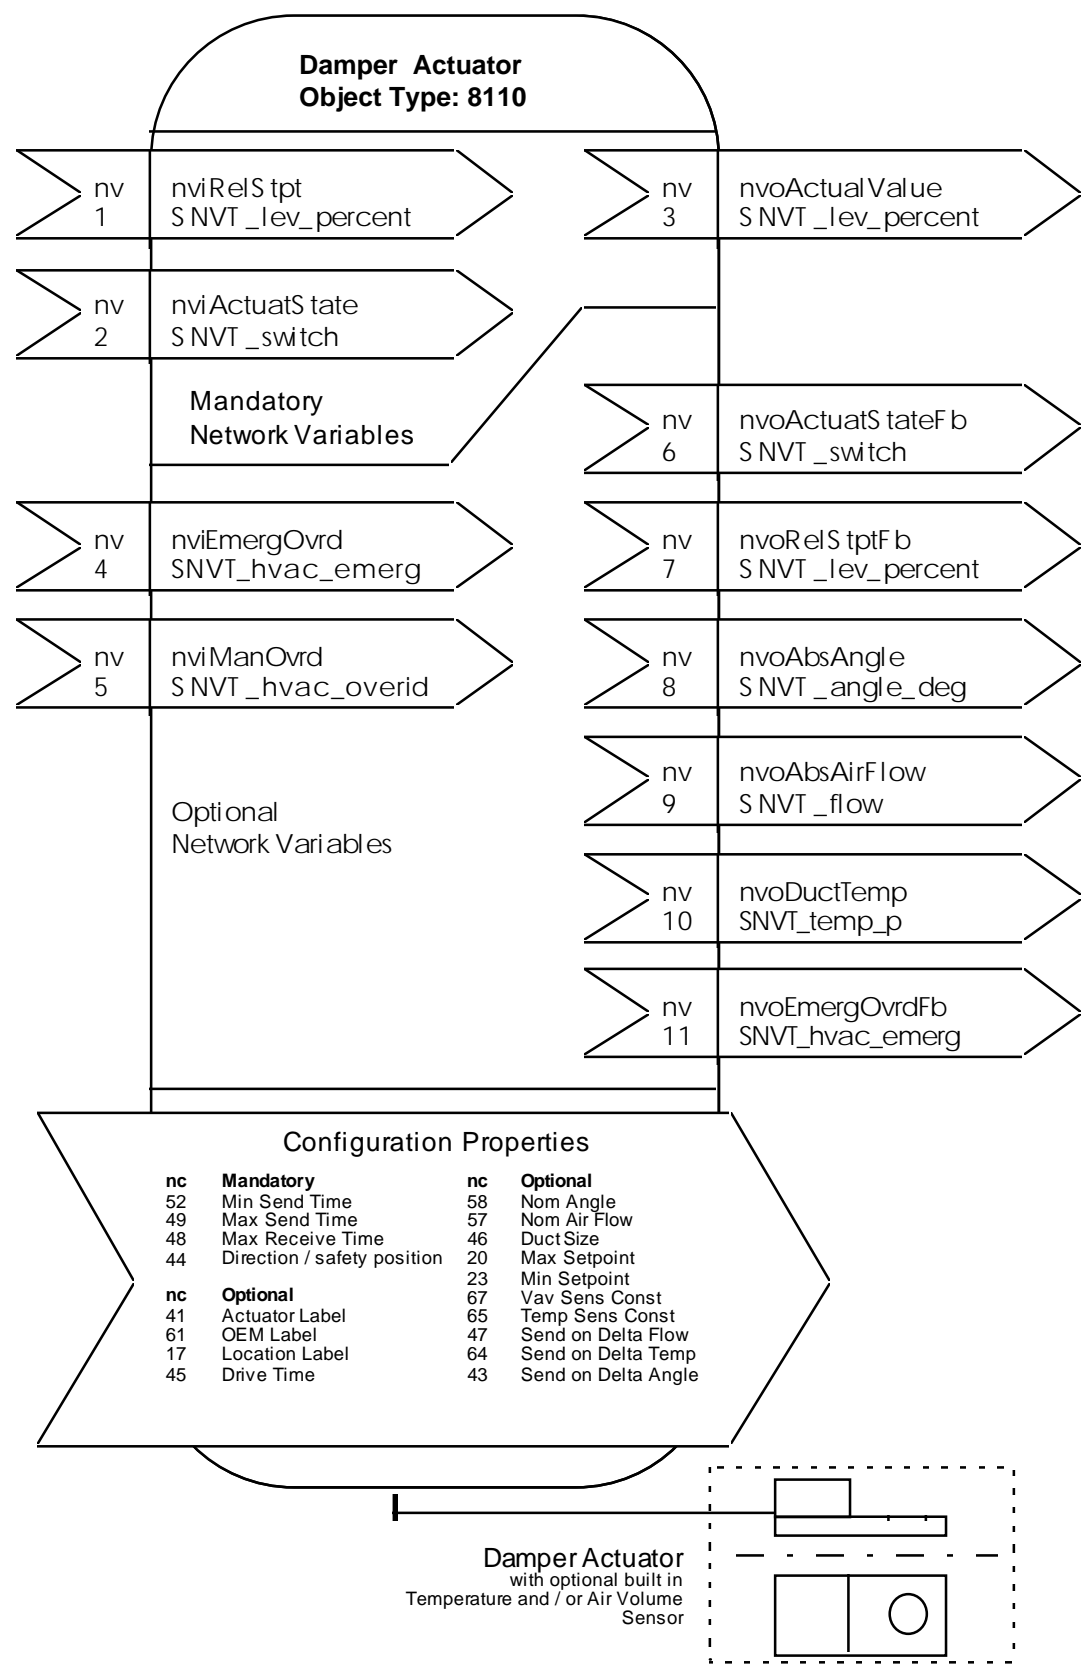 Damper Actuator
Object Type: 8110
nv
1
nviRelStpt
SNVT_lev_percent
nv
3
nvoActualValue
SNVT_lev_percent
nv
2
nviActuatState
SNVT_switch
Mandatory
Network Variables
nv
6
nvoActuatStateFb
SNVT_switch
nv
4
nviEmergOvrd
SNVT_hvac_emerg
nv
7
nvoRelStptFb
SNVT_lev_percent
nv
5
nviManOvrd
SNVT_hvac_overid
nv
8
nvoAbsAngle
SNVT_angle_deg
nv
9
nvoAbsAirFlow
SNVT_flow
Optional
Network Variables
nv
10
nvoDuctTemp
SNVT_temp_p
nv
11
nvoEmergOvrdFb
SNVT_hvac_emerg
Configuration Properties
nc Mandatory
52 Min Send Time
49 Max Send Time
48 Max Receive Time
44 Direction / safety position
nc Optional
41 Actuator Label
61 OEM Label
17 Location Label
45 Drive Time
nc Optional
58 Nom Angle
57 Nom Air Flow
46 Duct Size
20 Max Setpoint
23 Min Setpoint
67 Vav Sens Const
65 Temp Sens Const
47 Send on Delta Flow
64 Send on Delta Temp
43 Send on Delta Angle
Damper Actuator
with optional built in
Temperature and / or Air Volume
Sensor